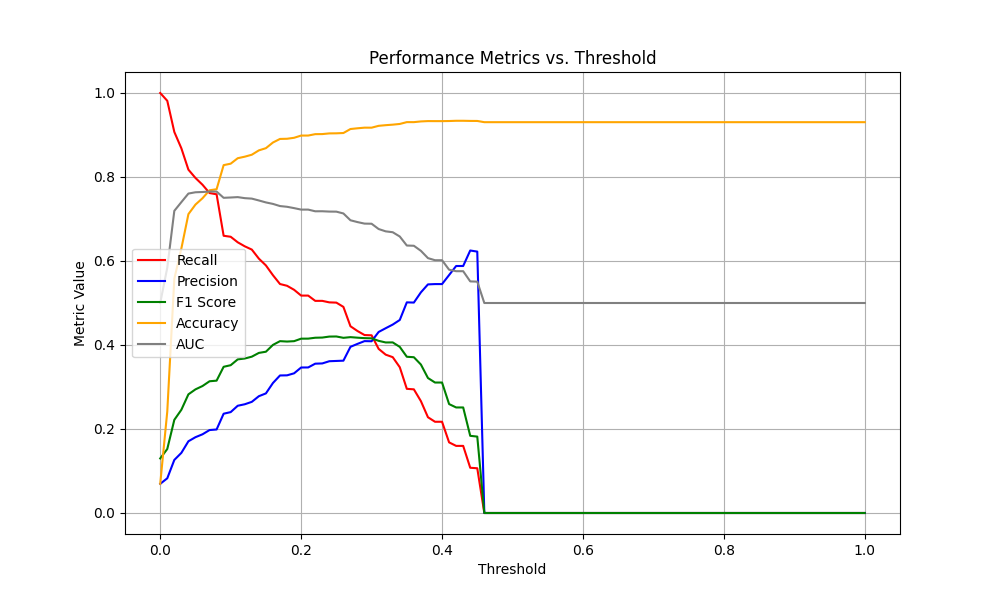 Performance Metrics vs. Threshold
1.0
0.8
0.6
0.4
0.2
0.0
Metric Value
Recall
Precision
F1 Score
Accuracy
AUC
0.0 0.2 0.4 0.6 0.8 1.0
Threshold